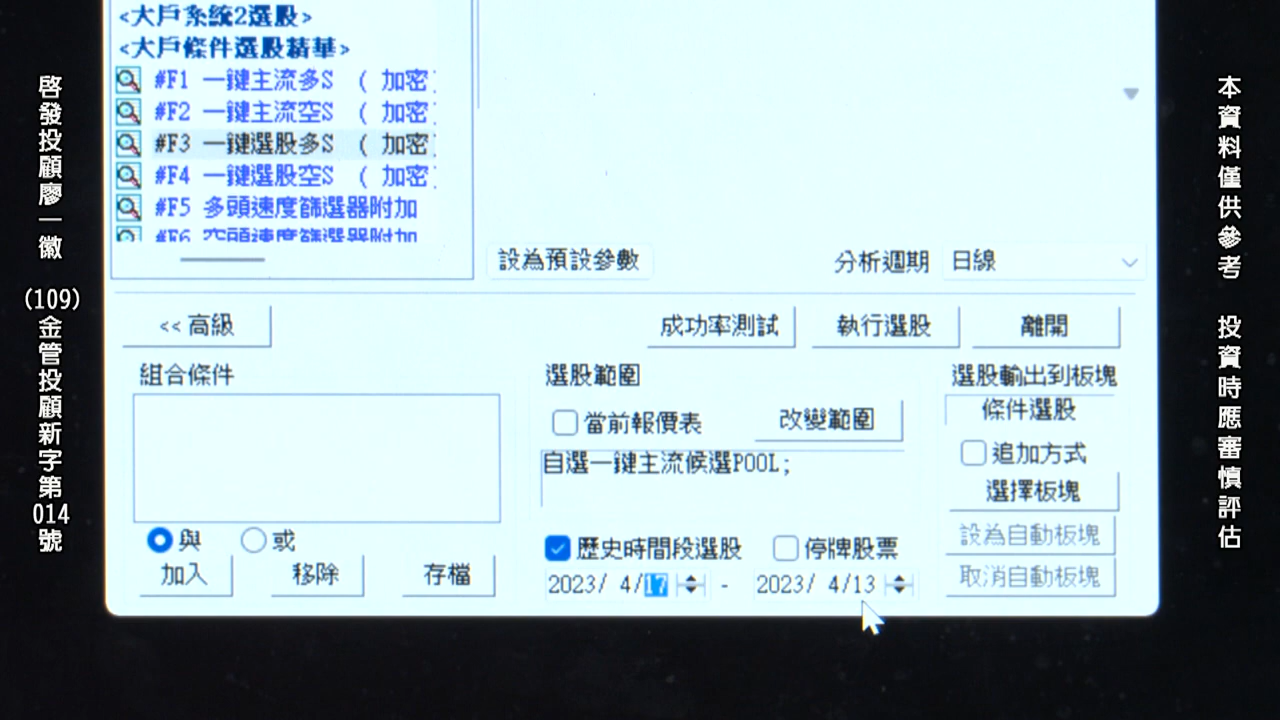 啓發投顧廖一徽 (109)金管投顧新字第014號
<大戶系統2選股>
<大戶條件選股精華>
#F1 一鍵主流多S ( 加密
#F2 一鍵主流空S ( 加密
#F3 一鍵選股多S ( 加密
#F4 一鍵選股空S ( 加密
#F5 多頭速度篩選器附加
#F6 空頭速度篩選器附加
設為預設參數
分析週期 日線
<< 高級
成功率測試
執行選股
離開
組合條件
與 或
加入
移除
存檔
選股範圍
當前報價表
改變範圍
自選一鍵主流候選POOL;
歷史時間段選股
停牌股票
2023/ 4/17 - 2023/ 4/13
選股輸出到板塊
條件選股
追加方式
選擇板塊
設為自動板塊
取消自動板塊
本資料僅供參考 投資時應審慎評估